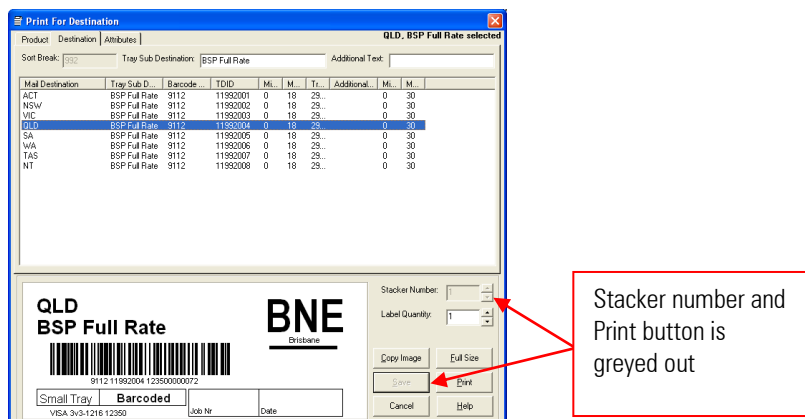 Print For Destination
Product Destination Attributes
QLD, BSP Full Rate selected
Sort Break: 992 Tray Sub Destination: BSP Full Rate Additional Text:
Mail Destination Tray Sub D... Barcode ... TDID Mi... M... Tr... Additional... Mi... M...
ACT BSP Full Rate 9112 11992001 0 18 29... 0 30
NSW BSP Full Rate 9112 11992002 0 18 29... 0 30
VIC BSP Full Rate 9112 11992003 0 18 29... 0 30
QLD BSP Full Rate 9112 11992004 0 18 29... 0 30
SA BSP Full Rate 9112 11992005 0 18 29... 0 30
WA BSP Full Rate 9112 11992006 0 18 29... 0 30
TAS BSP Full Rate 9112 11992007 0 18 29... 0 30
NT BSP Full Rate 9112 11992008 0 18 29... 0 30
QLD
BSP Full Rate
BNE
Brisbane
9112 11992004 123500000072
Small Tray Barcoded
VISA 3v3-1216 12350 Job Nr Date
Stacker Number: 1
Label Quantity: 1
Copy Image Full Size
Save Print
Cancel Help
Stacker number and
Print button is
greyed out